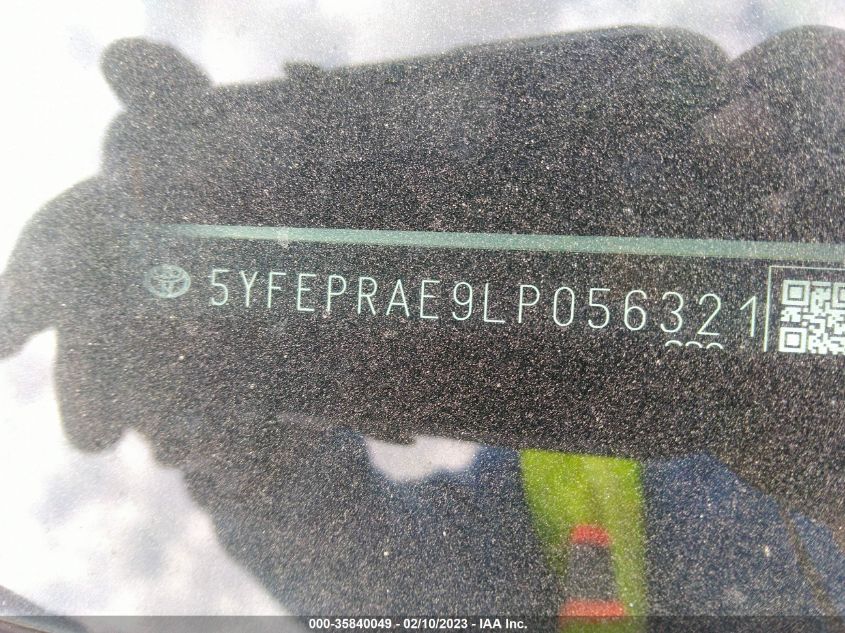 5YFEPRAE9LP056321
000-35840049 - 02/10/2023 - IAA Inc.